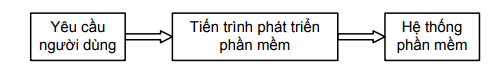 Yêu cầu
người dùng
Tiến trình phát triển
phần mềm
Hệ thống
phần mềm